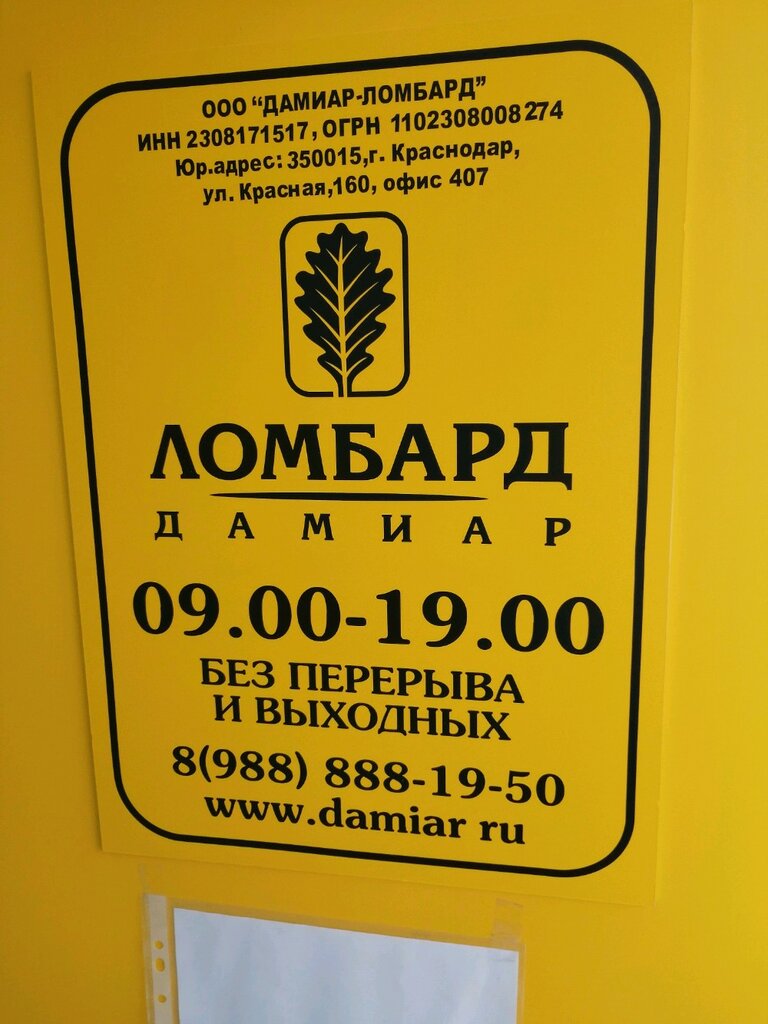 ООО “ДАМИАР-ЛОМБАРД”
ИНН 2308171517, ОГРН 1102308008274
Юр.адрес: 350015,г. Краснодар,
ул. Красная,160, офис 407
ЛОМБАРД
ДАМИАР
09.00-19.00
БЕЗ ПЕРЕРЫВА
И ВЫХОДНЫХ
8(988) 888-19-50
www.damiar ru